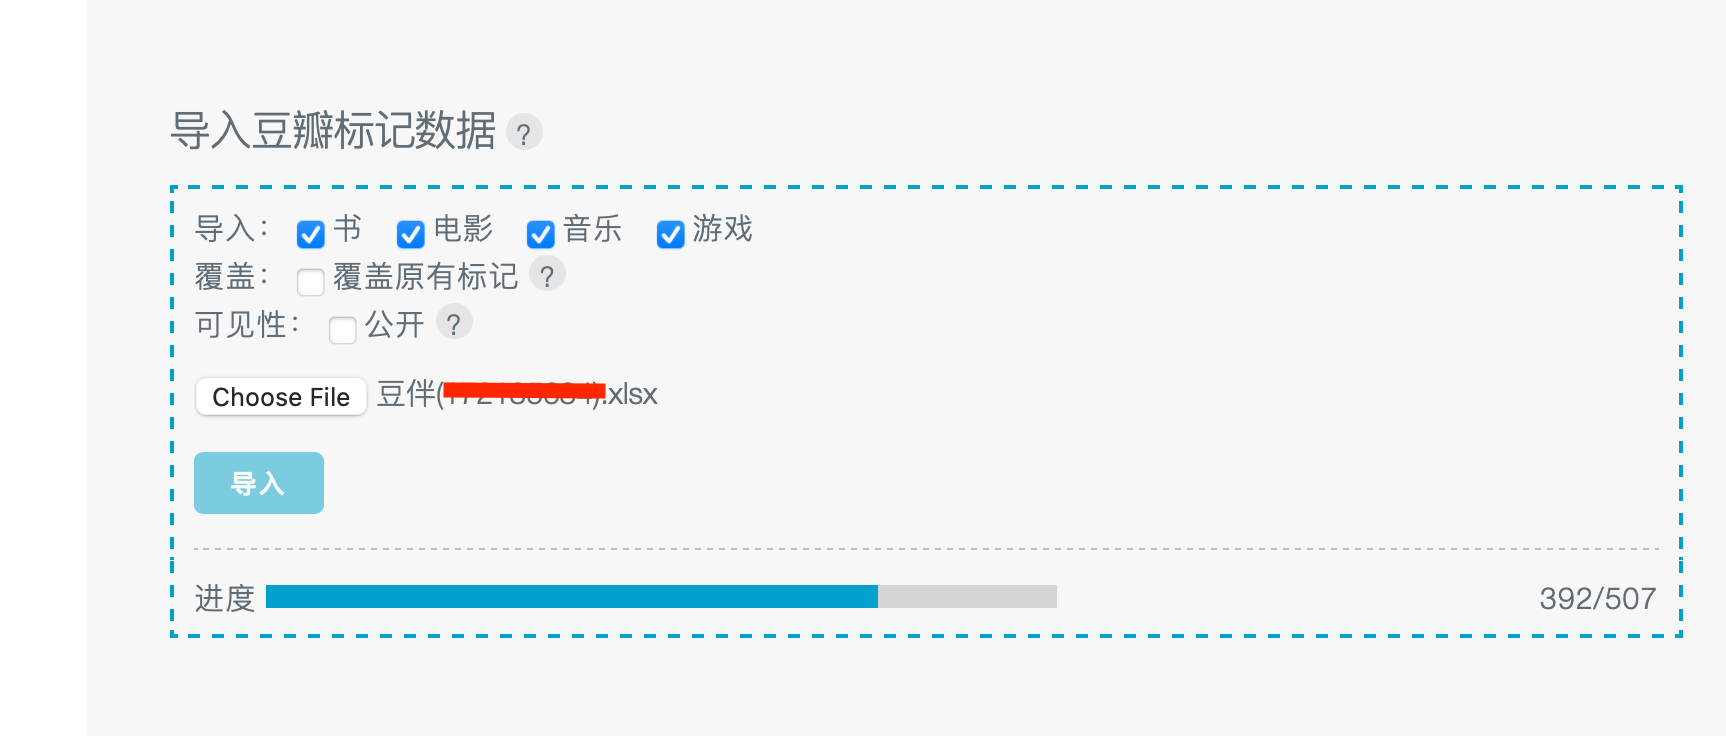 导入豆瓣标记数据 ?
导入： 书 电影 音乐 游戏
覆盖： 覆盖原有标记 ?
可见性： 公开 ?
Choose File 豆伴( ).xlsx
导入
进度 392/507